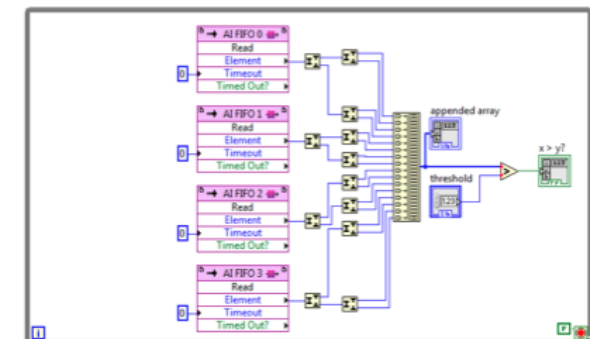 AI FIFO 0
Read
Element
0
Timeout
Timed Out?
AI FIFO 1
Read
Element
0
Timeout
Timed Out?
AI FIFO 2
Read
Element
0
Timeout
Timed Out?
AI FIFO 3
Read
Element
0
Timeout
Timed Out?
appended array
threshold
1.23
x > y?
>
i
F